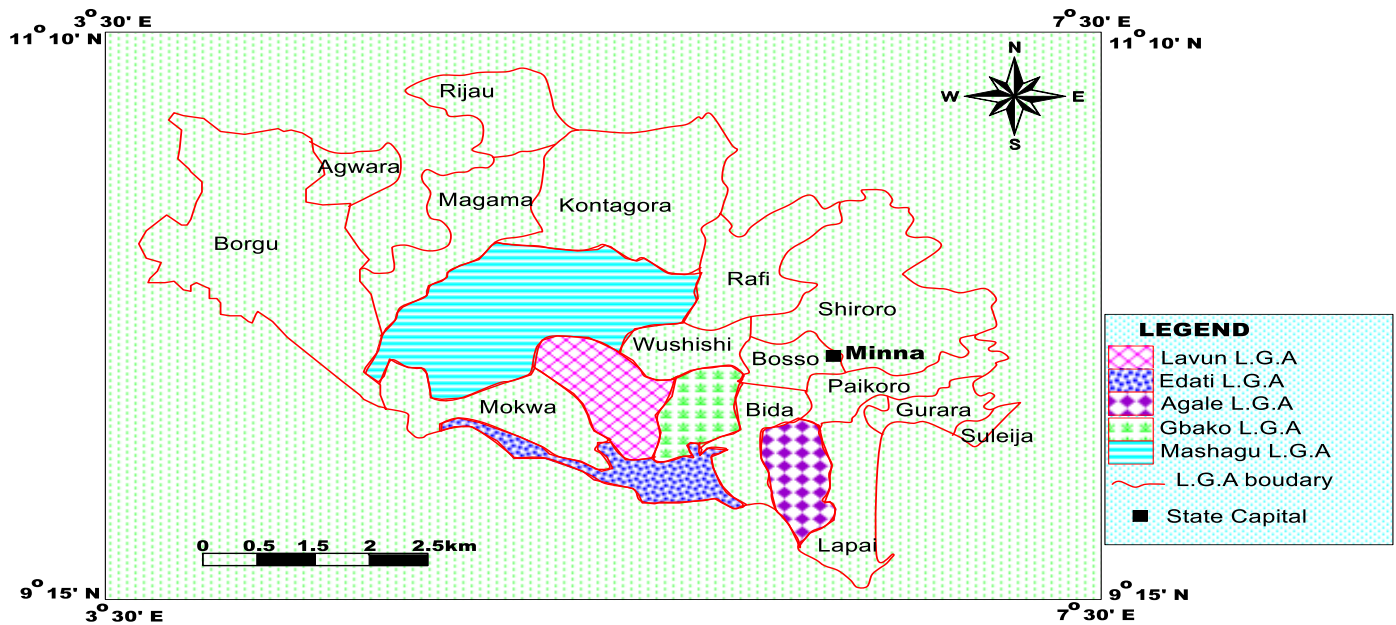 3° 30' E
7° 30' E
11° 10' N
11° 10' N
N
W
E
S
Rijau
Agwara
Magama
Kontagora
Borgu
Rafi
Shiroro
Wushishi
Bosso
Minna
Paikoro
Mokwa
Bida
Gurara
Suleija
Lapai
LEGEND
Lavun L.G.A
Edati L.G.A
Agale L.G.A
Gbako L.G.A
Mashagu L.G.A
L.G.A boudary
State Capital
0 0.5 1.5 2 2.5km
9° 15' N
9° 15' N
3° 30' E
7° 30' E